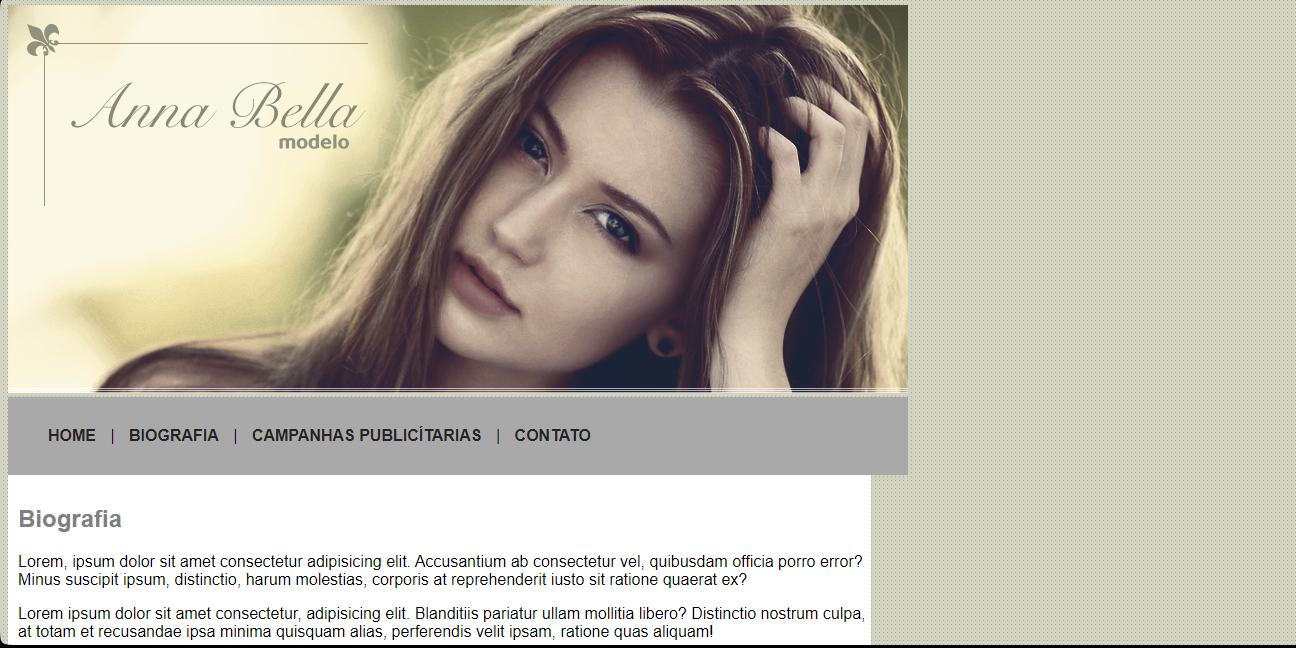 Anna Bella
modelo
HOME | BIOGRAFIA | CAMPANHAS PUBLICÍTARIAS | CONTATO
Biografia
Lorem, ipsum dolor sit amet consectetur adipisicing elit. Accusantium ab consectetur vel, quibusdam officia porro error?
Minus suscipit ipsum, distinctio, harum molestias, corporis at reprehenderit iusto sit ratione quaerat ex?
Lorem ipsum dolor sit amet consectetur, adipisicing elit. Blanditiis pariatur ullam mollitia libero? Distinctio nostrum culpa,
at totam et recusandae ipsa minima quisquam alias, perferendis velit ipsam, ratione quas aliquam!